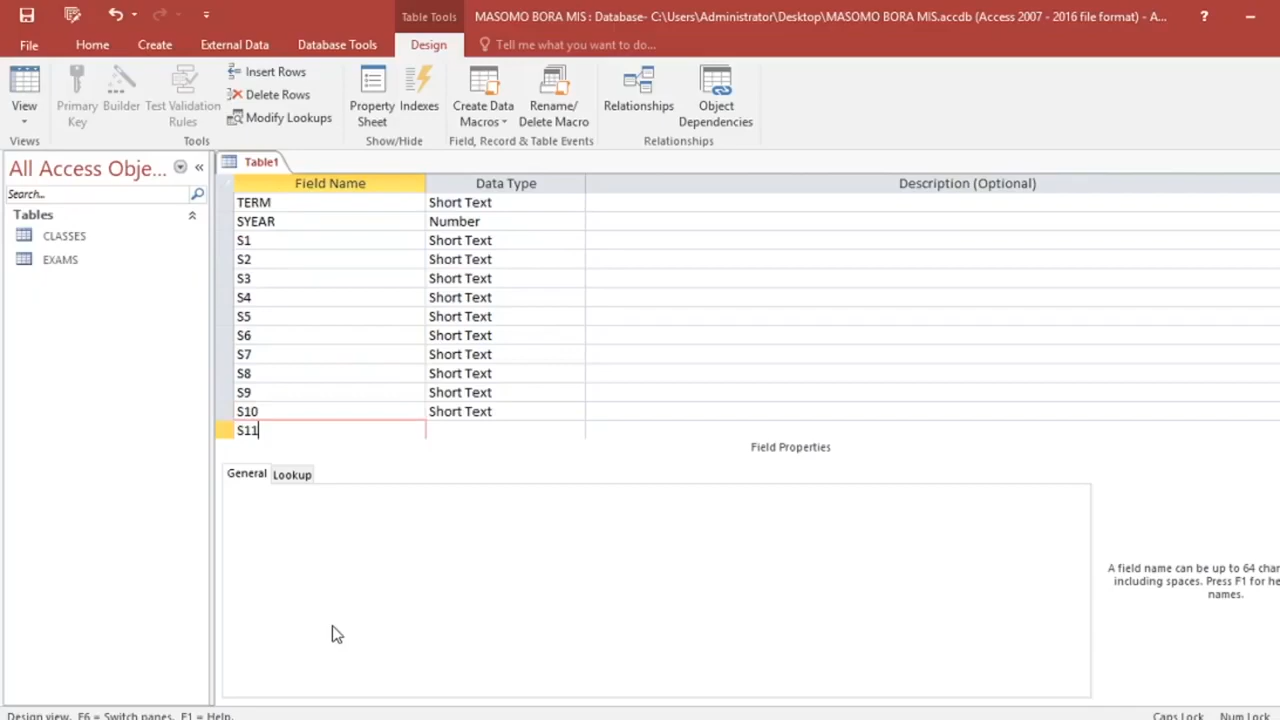 Table Tools
MASOMO BORA MIS : Database- C:\Users\Administrator\Desktop\MASOMO BORA MIS.accdb (Access 2007 - 2016 file format) - A...
?
File Home Create External Data Database Tools Design Tell me what you want to do...
View
Primary Key
Builder
Test Validation Rules
Insert Rows
Delete Rows
Modify Lookups
Property Sheet
Indexes
Create Data Macros
Rename/ Delete Macro
Relationships
Object Dependencies
Views Tools Show/Hide Field, Record & Table Events Relationships
All Access Obje... «
Search...
Tables
CLASSES
EXAMS
Table1
Field Name Data Type Description (Optional)
TERM Short Text
SYEAR Number
S1 Short Text
S2 Short Text
S3 Short Text
S4 Short Text
S5 Short Text
S6 Short Text
S7 Short Text
S8 Short Text
S9 Short Text
S10 Short Text
S11
Field Properties
General Lookup
A field name can be up to 64 char
including spaces. Press F1 for he
names.
Design view. F6 = Switch panes. F1 = Help.
Caps Lock Num Lock